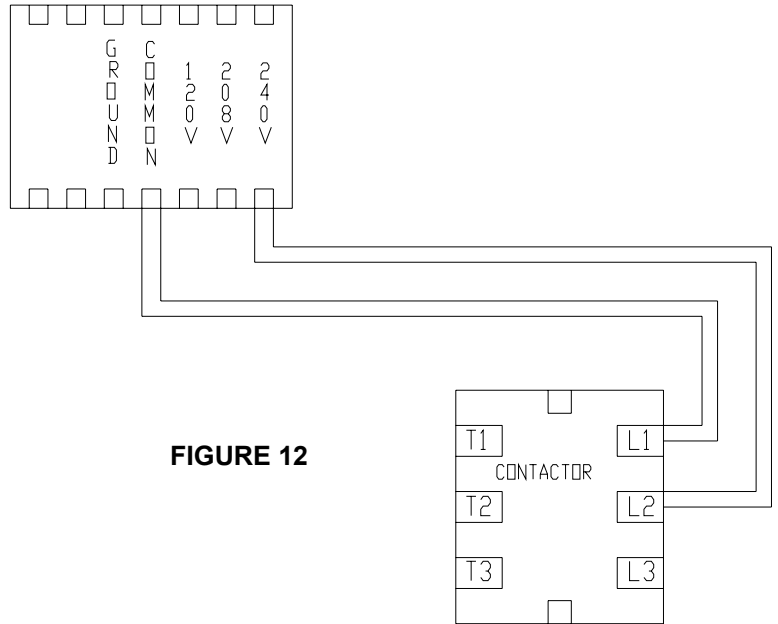 GROUND
COMMON
120V
208V
240V
FIGURE 12
T1
L1
CONTACTOR
T2
L2
T3
L3